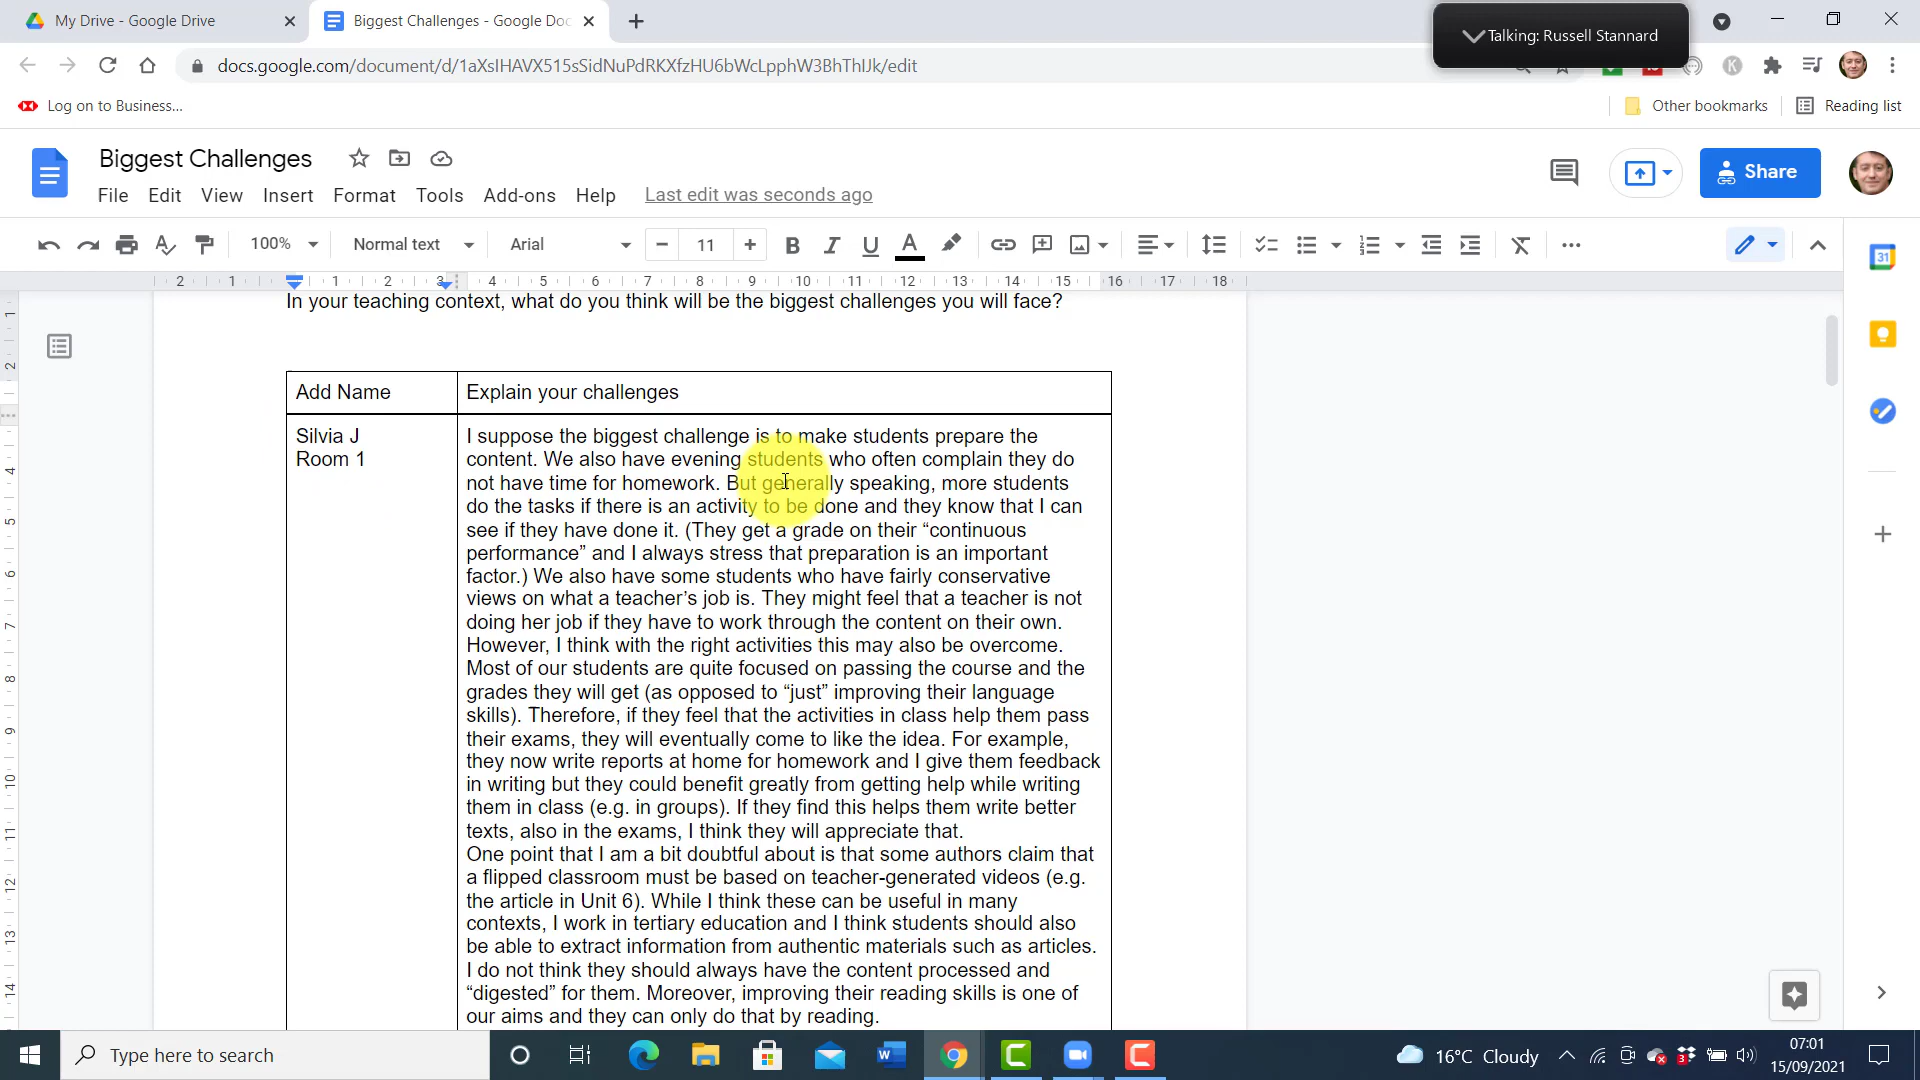 My Drive - Google Drive
Biggest Challenges - Google Doc
Talking: Russell Stannard
docs.google.com/document/d/1aXsIHAVX515sSidNuPdRKXfzHU6bWcLpphW3BhThIJk/edit
Log on to Business...
Other bookmarks
Reading list
Biggest Challenges
Share
File Edit View Insert Format Tools Add-ons Help Last edit was seconds ago
100% Normal text Arial 11
2 1 1 2 3 4 5 6 7 8 9 10 11 12 13 14 15 16 17 18
In your teaching context, what do you think will be the biggest challenges you will face?
Add Name Explain your challenges
Silvia J
Room 1
I suppose the biggest challenge is to make students prepare the
content. We also have evening students who often complain they do
not have time for homework. But generally speaking, more students
do the tasks if there is an activity to be done and they know that I can
see if they have done it. (They get a grade on their “continuous
performance” and I always stress that preparation is an important
factor.) We also have some students who have fairly conservative
views on what a teacher’s job is. They might feel that a teacher is not
doing her job if they have to work through the content on their own.
However, I think with the right activities this may also be overcome.
Most of our students are quite focused on passing the course and the
grades they will get (as opposed to “just” improving their language
skills). Therefore, if they feel that the activities in class help them pass
their exams, they will eventually come to like the idea. For example,
they now write reports at home for homework and I give them feedback
in writing but they could benefit greatly from getting help while writing
them in class (e.g. in groups). If they find this helps them write better
texts, also in the exams, I think they will appreciate that.
One point that I am a bit doubtful about is that some authors claim that
a flipped classroom must be based on teacher-generated videos (e.g.
the article in Unit 6). While I think these can be useful in many
contexts, I work in tertiary education and I think students should also
be able to extract information from authentic materials such as articles.
I do not think they should always have the content processed and
“digested” for them. Moreover, improving their reading skills is one of
our aims and they can only do that by reading.
Type here to search
16°C Cloudy
07:01
15/09/2021